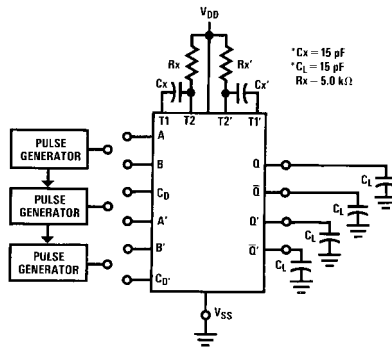 VDD
*Cx = 15 pF
*CL = 15 pF
Rx – 5.0 kΩ
Rx
Rx'
Cx
Cx'
T1
T2
T2'
T1'
PULSE
GENERATOR
A
B
PULSE
GENERATOR
CD
A'
PULSE
GENERATOR
B'
CD'
Q
Q̅
Q'
Q̅'
CL
CL
CL
CL
VSS